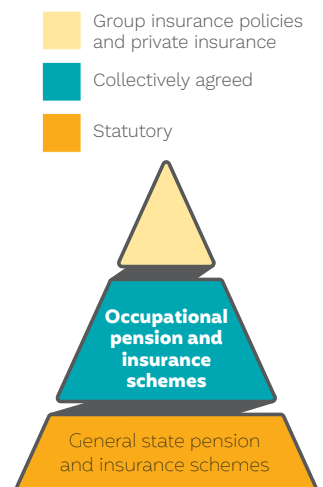 Group insurance policies
and private insurance
Collectively agreed
Statutory
Occupational
pension and
insurance
schemes
General state pension
and insurance schemes